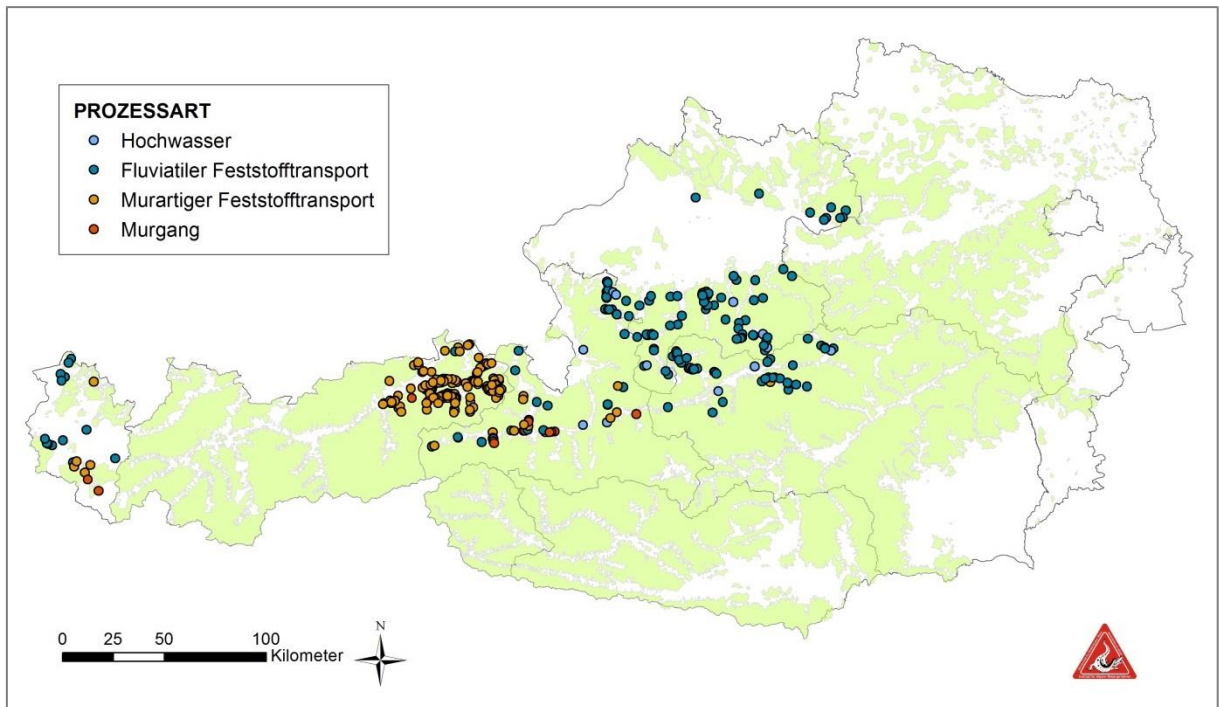 PROZESSART
Hochwasser
Fluviatiler Feststofftransport
Murartiger Feststofftransport
Murgang
N
0 25 50 100
Kilometer